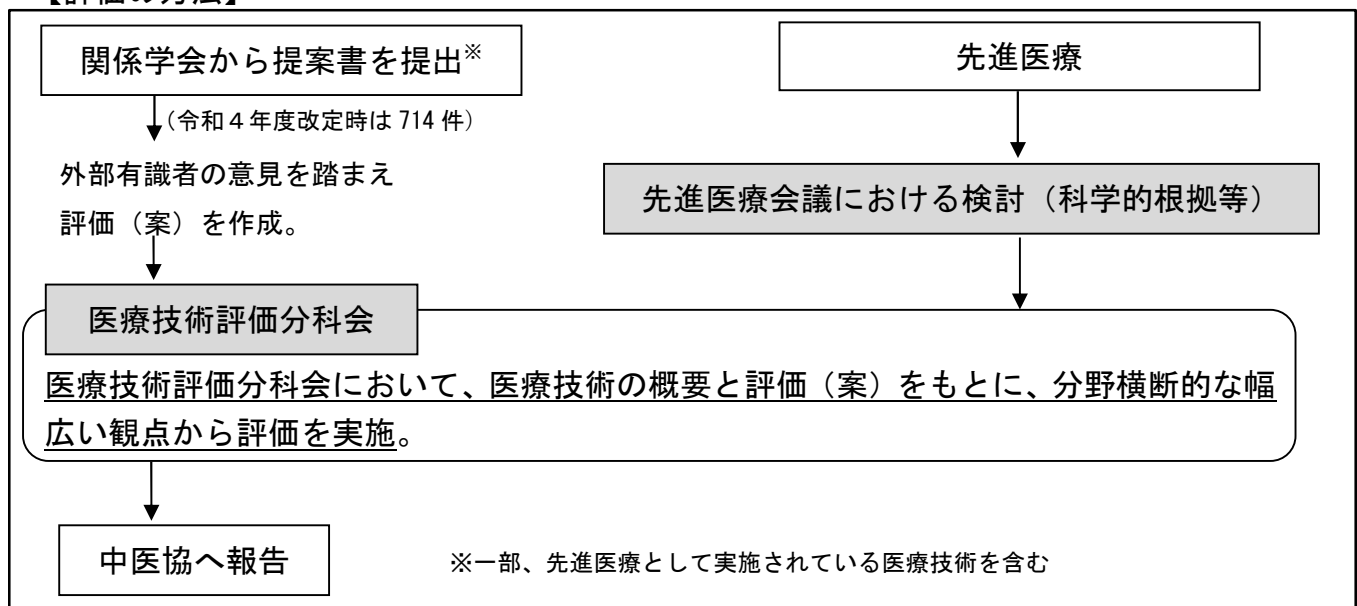 【評価の方法】
関係学会から提案書を提出※
（令和４年度改定時は 714 件）
外部有識者の意見を踏まえ
評価（案）を作成。
先進医療
先進医療会議における検討（科学的根拠等）
医療技術評価分科会
医療技術評価分科会において、医療技術の概要と評価（案）をもとに、分野横断的な幅
広い観点から評価を実施。
中医協へ報告
※一部、先進医療として実施されている医療技術を含む